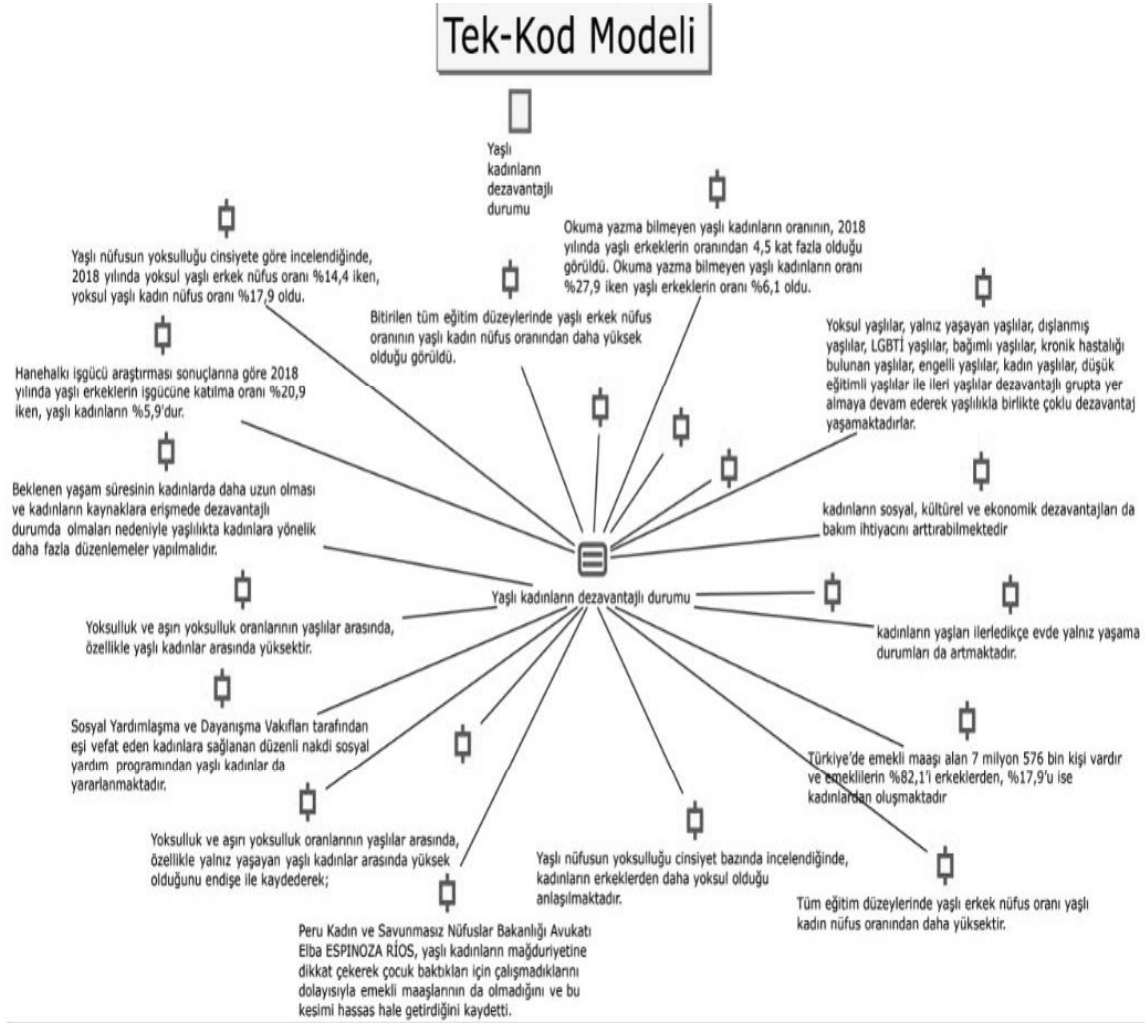 Tek-Kod Modeli
Yaşlı
kadınların
dezavantajlı
durumu
Yaşlı nüfusun yoksulluğu cinsiyete göre incelendiğinde,
2018 yılında yoksul yaşlı erkek nüfus oranı %14,4 iken,
yoksul yaşlı kadın nüfus oranı %17,9 oldu.
Okuma yazma bilmeyen yaşlı kadınların oranının, 2018
yılında yaşlı erkeklerin oranından 4,5 kat fazla olduğu
görüldü. Okuma yazma bilmeyen yaşlı kadınların oranı
%27,9 iken yaşlı erkeklerin oranı %6,1 oldu.
Bitirilen tüm eğitim düzeylerinde yaşlı erkek nüfus
oranının yaşlı kadın nüfus oranından daha yüksek
olduğu görüldü.
Yoksul yaşlılar, yalnız yaşayan yaşlılar, dışlanmış
yaşlılar, LGBTİ yaşlılar, bağımlı yaşlılar, kronik hastalığı
bulunan yaşlılar, engelli yaşlılar, kadın yaşlılar, düşük
eğitimli yaşlılar ile ileri yaşlılar dezavantajlı grupta yer
almaya devam ederek yaşlılıkla birlikte çoklu dezavantaj
yaşamaktadırlar.
Hanehalkı işgücü araştırması sonuçlarına göre 2018
yılında yaşlı erkeklerin işgücüne katılma oranı %20,9
iken, yaşlı kadınların %5,9'dur.
Beklenen yaşam süresinin kadınlarda daha uzun olması
ve kadınların kaynaklara erişmede dezavantajlı
durumda olmaları nedeniyle yaşlılıkta kadınlara yönelik
daha fazla düzenlemeler yapılmalıdır.
kadınların sosyal, kültürel ve ekonomik dezavantajları da
bakım ihtiyacını arttırabilmektedir
Yaşlı kadınların dezavantajlı durumu
Yoksulluk ve aşırı yoksulluk oranlarının yaşlılar arasında,
özellikle yaşlı kadınlar arasında yüksektir.
kadınların yaşları ilerledikçe evde yalnız yaşama
durumları da artmaktadır.
Sosyal Yardımlaşma ve Dayanışma Vakıfları tarafından
eşi vefat eden kadınlara sağlanan düzenli nakdi sosyal
yardım programından yaşlı kadınlar da
yararlanmaktadır.
Türkiye'de emekli maaşı alan 7 milyon 576 bin kişi vardır
ve emeklilerin %82,1'i erkeklerden, %17,9'u ise
kadınlardan oluşmaktadır
Yoksulluk ve aşırı yoksulluk oranlarının yaşlılar arasında,
özellikle yalnız yaşayan yaşlı kadınlar arasında yüksek
olduğunu endişe ile kaydederek;
Yaşlı nüfusun yoksulluğu cinsiyet bazında incelendiğinde,
kadınların erkeklerden daha yoksul olduğu
anlaşılmaktadır.
Tüm eğitim düzeylerinde yaşlı erkek nüfus oranı yaşlı
kadın nüfus oranından daha yüksektir.
Peru Kadın ve Savunmasız Nüfuslar Bakanlığı Avukatı
Elba ESPINOZA RÍOS, yaşlı kadınların mağduriyetine
dikkat çekerek çocuk baktıkları için çalışmadıklarını
dolayısıyla emekli maaşlarının da olmadığını ve bu
kesimi hassas hale getirdiğini kaydetti.